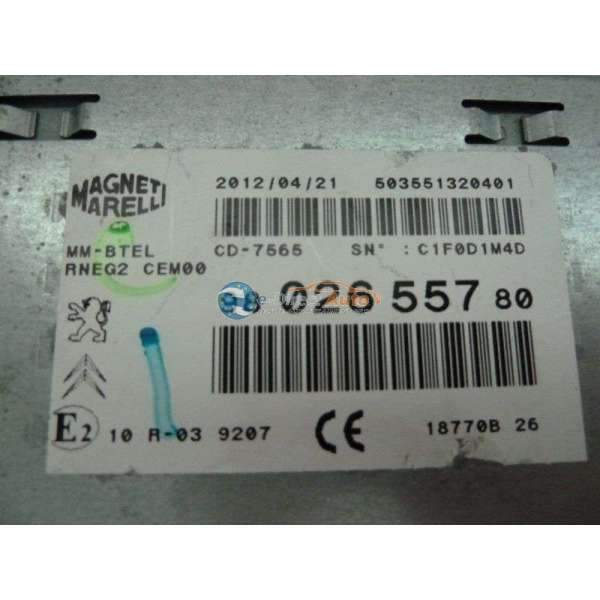 MAGNETI
MARELLI
2012/04/21 503551320401
MM-BTEL CD-7565 SN° : C1F0D1M4D
RNEG2 CEM00
98 026 557 80
E2 10 R-03 9207 CE 18770B 26